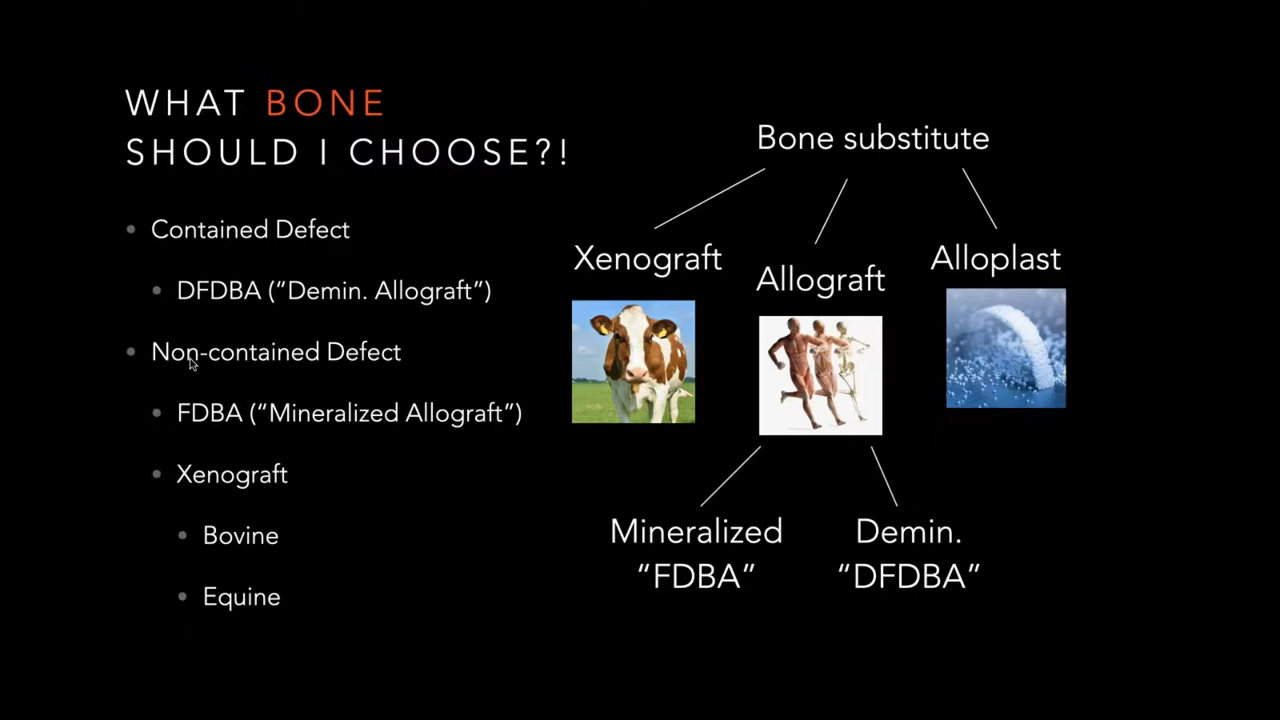 WHAT BONE
SHOULD I CHOOSE?!
Contained Defect
DFDBA (“Demin. Allograft”)
Non-contained Defect
FDBA (“Mineralized Allograft”)
Xenograft
Bovine
Equine
Bone substitute
Xenograft
Allograft
Alloplast
Mineralized
“FDBA”
Demin.
“DFDBA”